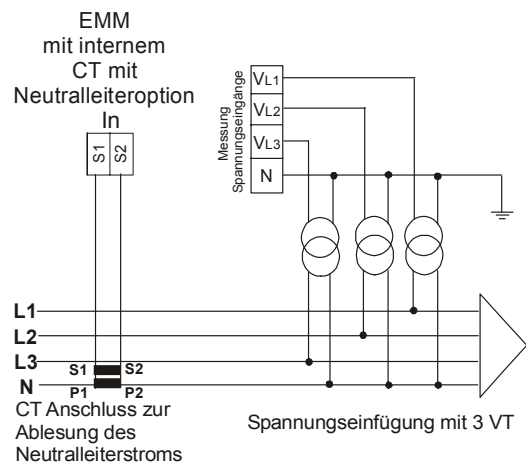 EMM
mit internem
CT mit
Neutralleiteroption
In
S1 S2
Messung
Spannungseingänge
VL1
VL2
VL3
N
L1
L2
L3
N
S1 S2
P1 P2
CT Anschluss zur
Ablesung des
Neutralleiterstroms
Spannungseinfügung mit 3 VT